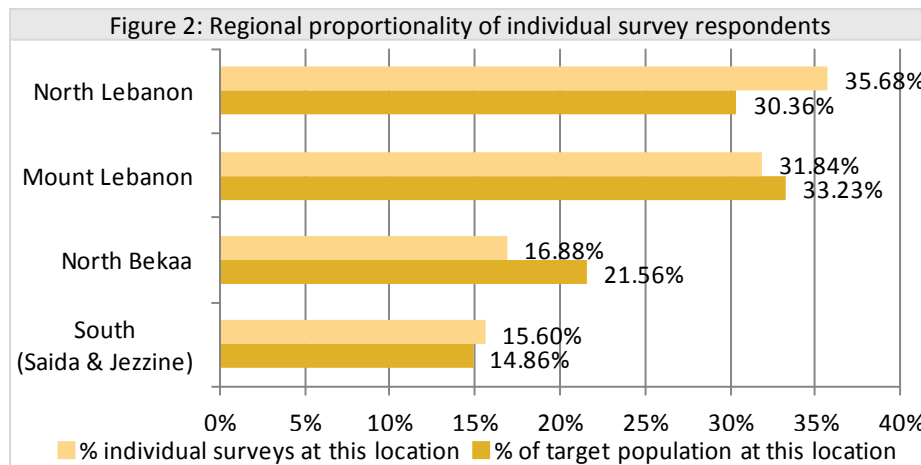 Figure 2: Regional proportionality of individual survey respondents
North Lebanon
35.68%
30.36%
Mount Lebanon
31.84%
33.23%
North Bekaa
16.88%
21.56%
South
(Saida & Jezzine)
15.60%
14.86%
0% 5% 10% 15% 20% 25% 30% 35% 40%
% individual surveys at this location % of target population at this location